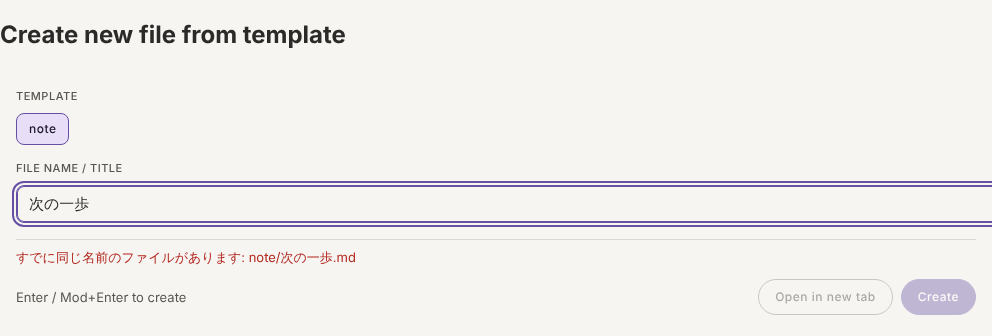 Create new file from template
TEMPLATE
note
FILE NAME / TITLE
次の一歩
すでに同じ名前のファイルがあります: note/次の一歩.md
Enter / Mod+Enter to create
Open in new tab
Create